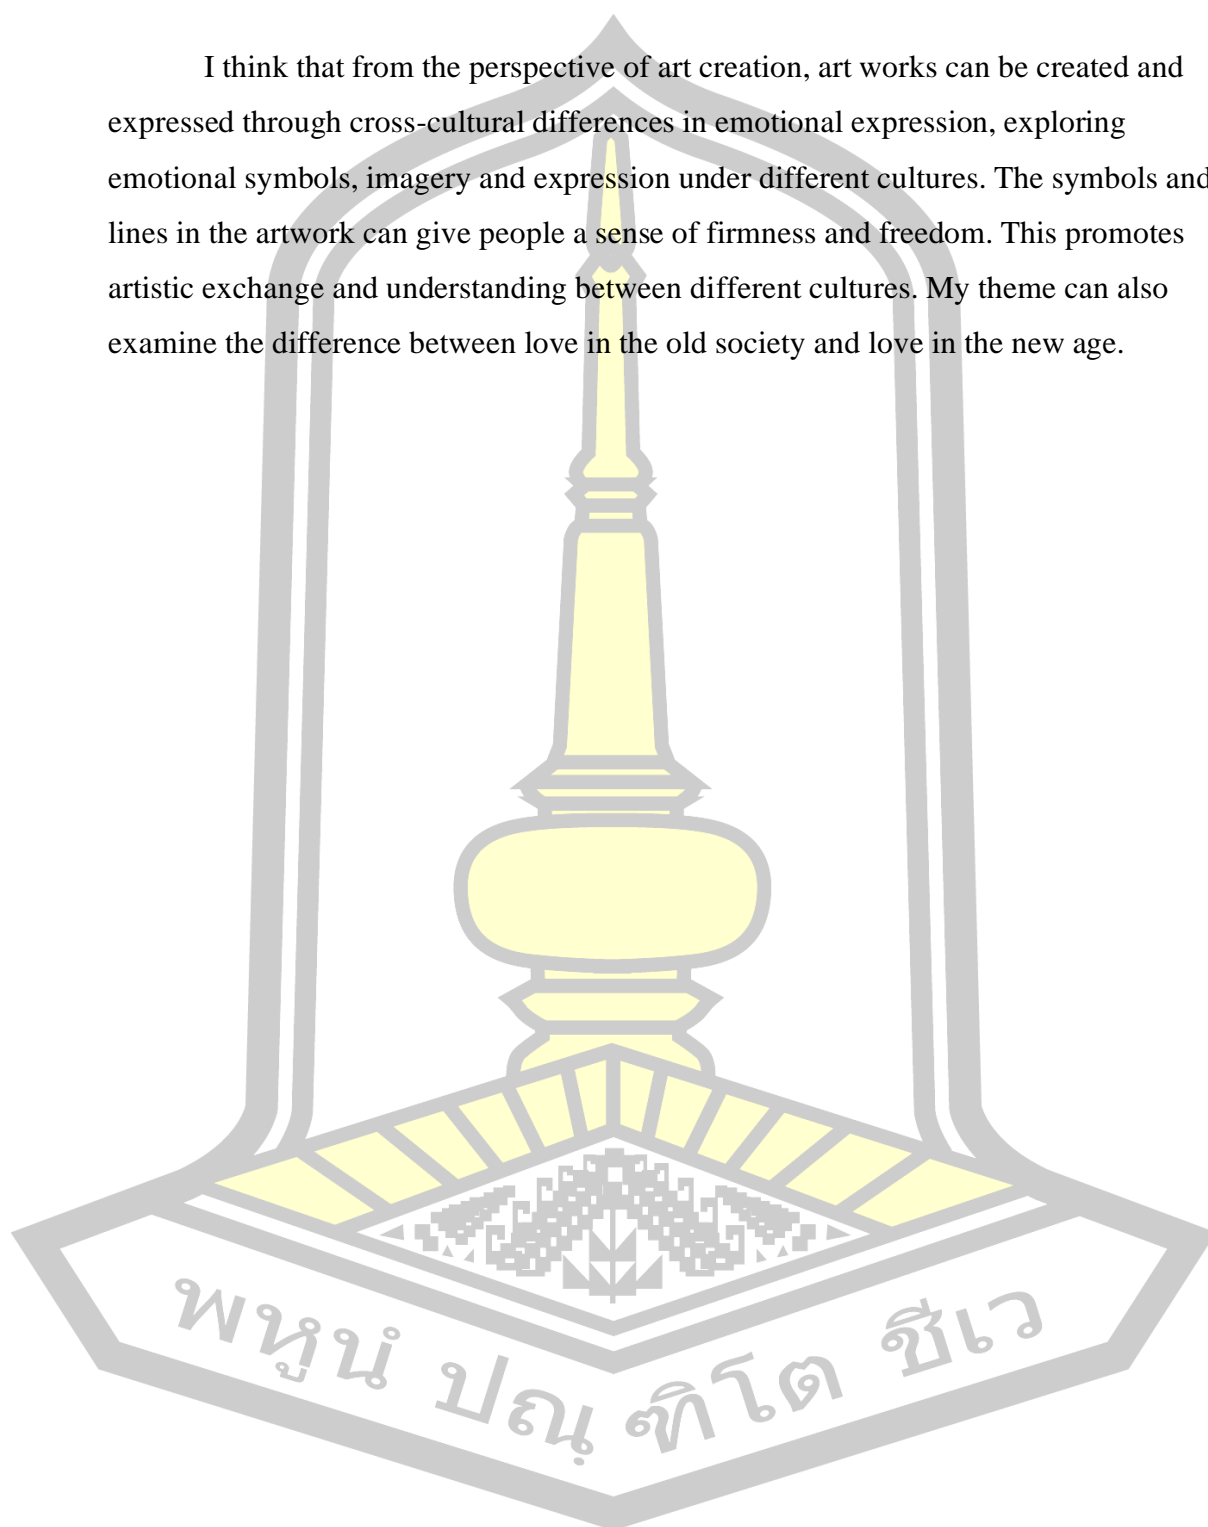 I think that from the perspective of art creation, art works can be created and
expressed through cross-cultural differences in emotional expression, exploring
emotional symbols, imagery and expression under different cultures. The symbols and
lines in the artwork can give people a sense of firmness and freedom. This promotes
artistic exchange and understanding between different cultures. My theme can also
examine the difference between love in the old society and love in the new age.
พหูนํ ปณฺฑิโต ชีเว